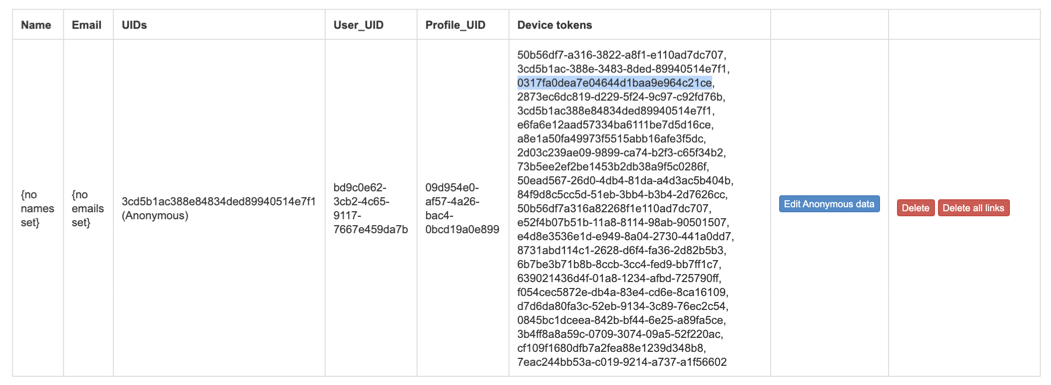 Name Email UIDs User_UID Profile_UID Device tokens
{no names set}
{no emails set}
3cd5b1ac388e84834ded89940514e7f1
(Anonymous)
bd9c0e62-
3cb2-4c65-
9117-
7667e459da7b
09d954e0-
af57-4a26-
bac4-
0bcd19a0e899
50b56df7-a316-3822-a8f1-e110ad7dc707,
3cd5b1ac-388e-3483-8ded-89940514e7f1,
0317fa0dea7e04644d1baa9e964c21ce,
2873ec6dc819-d229-5f24-9c97-c92fd76b,
3cd5b1ac388e84834ded89940514e7f1,
e6fa6e12aad57334ba6111be7d5d16ce,
a8e1a50fa49973f5515abb16afe3f5dc,
2d03c239ae09-9899-ca74-b2f3-c65f34b2,
73b5ee2ef2be1453b2db38a9f5c0286f,
50ead567-26d0-4db4-81da-a4d3ac5b404b,
84f9d8c5cc5d-51eb-3bb4-b3b4-2d7626cc,
50b56df7a316a82268f1e110ad7dc707,
e52f4b07b51b-11a8-8114-98ab-90501507,
e4d8e3536e1d-e949-8a04-2730-441a0dd7,
8731abd114c1-2628-d6f4-fa36-2d82b5b3,
6b7be3b71b8b-8ccb-3cc4-fed9-bb7ff1c7,
639021436d4f-01a8-1234-afbd-725790ff,
f054cec5872e-db4a-83e4-cd6e-8ca16109,
d7d6da80fa3c-52eb-9134-3c89-76ec2c54,
0845bc1dceea-842b-bf44-6e25-a89fa5ce,
3b4ff8a8a59c-0709-3074-09a5-52f220ac,
cf109f1680dfb7a2fea88e1239d348b8,
7eac244bb53a-c019-9214-a737-a1f56602
Edit Anonymous data
Delete Delete all links